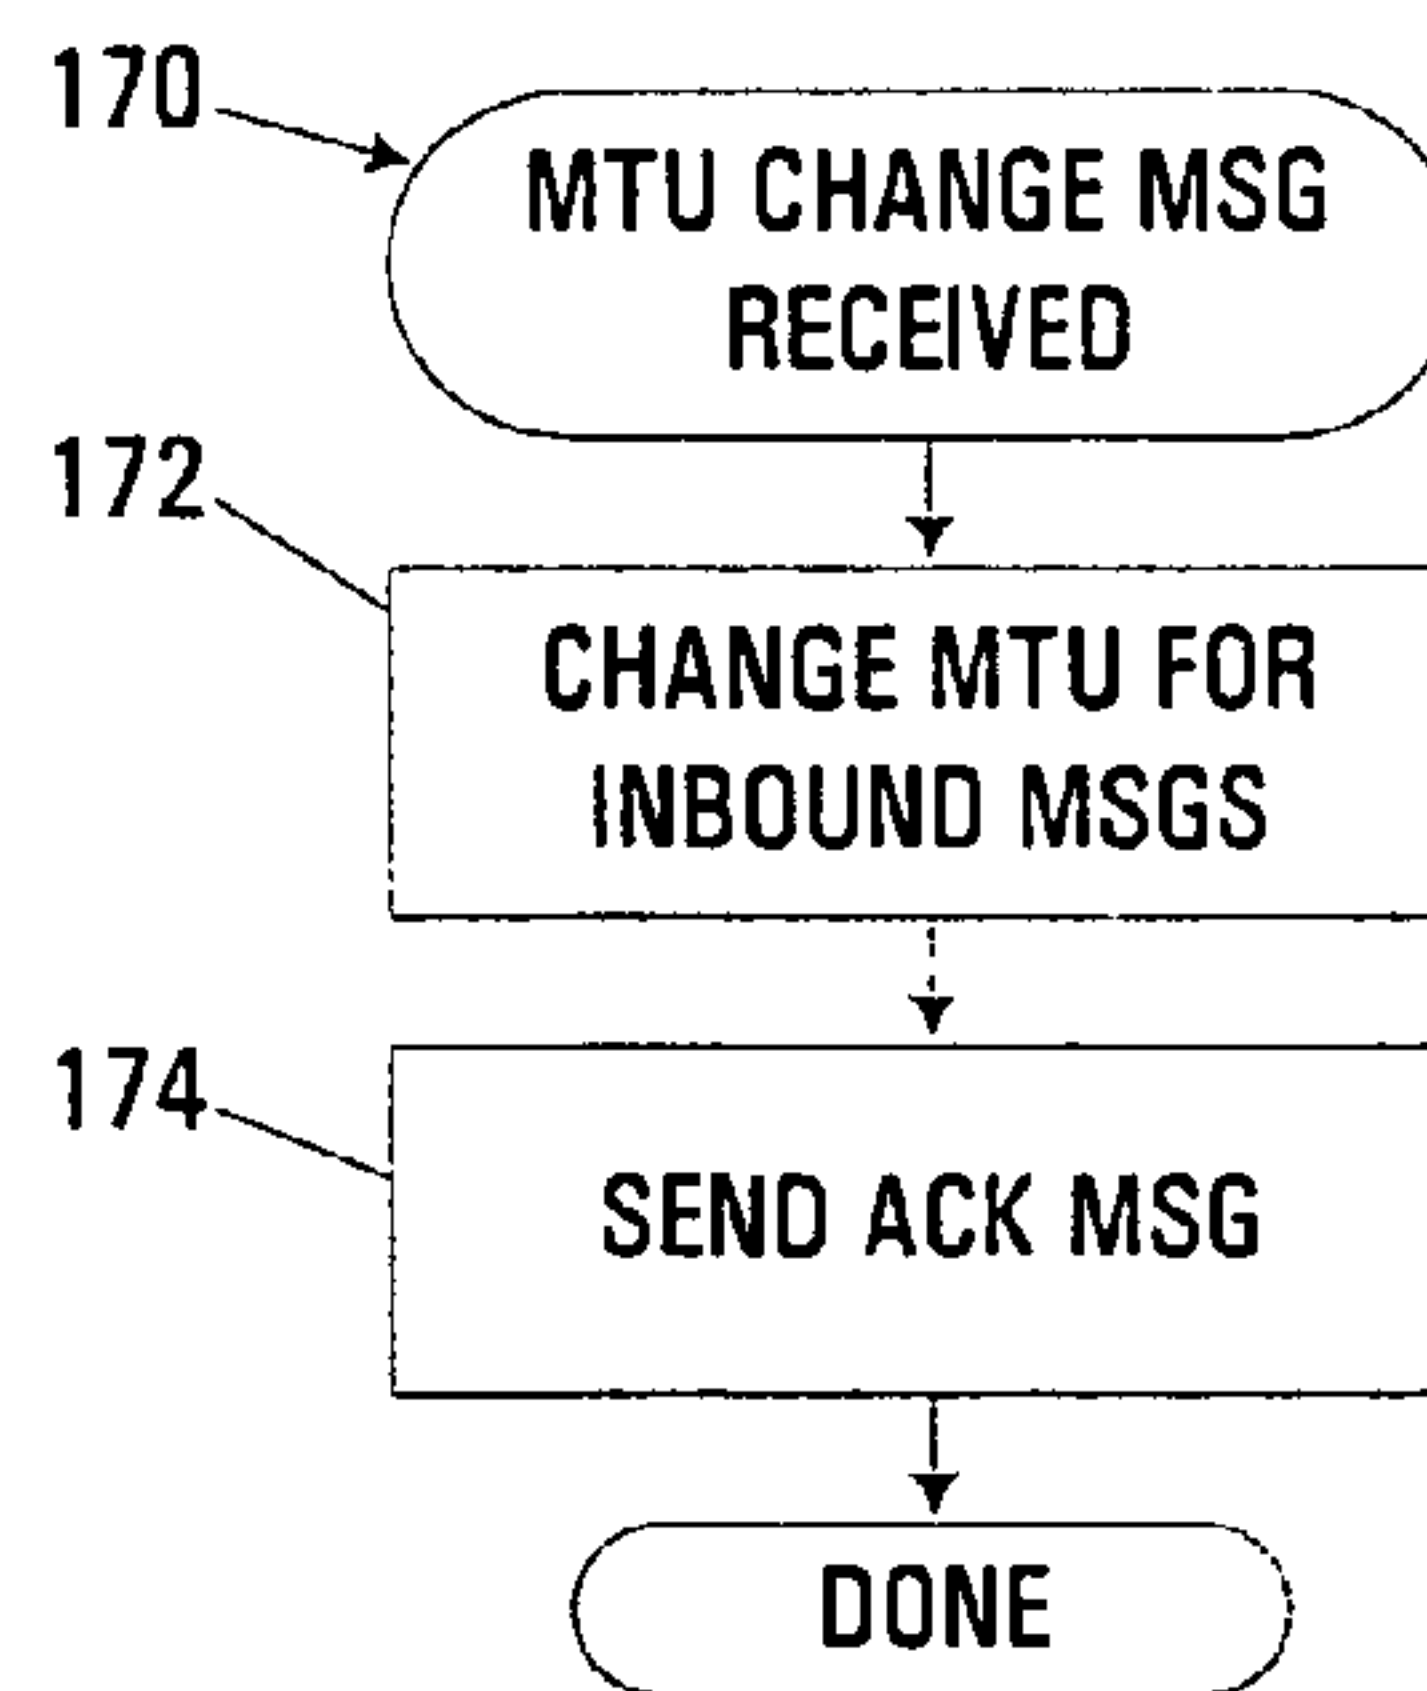 170
MTU CHANGE MSG
RECEIVED
172
CHANGE MTU FOR
INBOUND MSGS
174
SEND ACK MSG
DONE